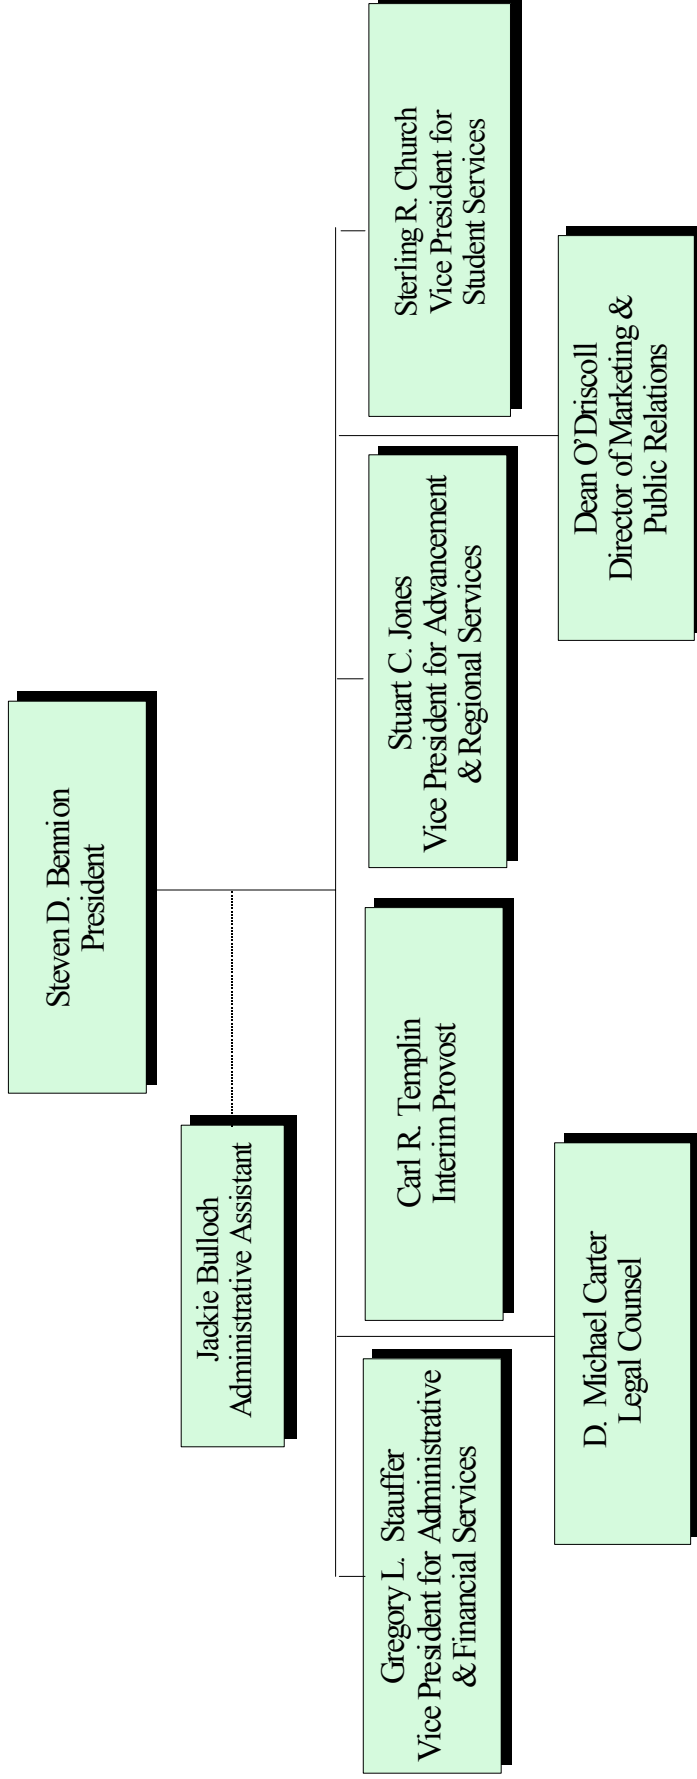 Steven D. Bennion
President
Jackie Bulloch
Administrative Assistant
Gregory L. Stauffer
Vice President for Administrative
& Financial Services
Carl R. Templin
Interim Provost
Stuart C. Jones
Vice President for Advancement
& Regional Services
Sterling R. Church
Vice President for
Student Services
D. Michael Carter
Legal Counsel
Dean O'Driscoll
Director of Marketing &
Public Relations